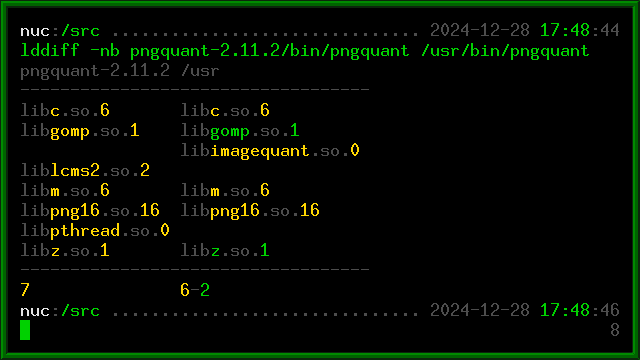 nuc:/src ............................... 2024-12-28 17:48:44
lddiff -nb pngquant-2.11.2/bin/pngquant /usr/bin/pngquant
pngquant-2.11.2 /usr
-----------------------------------
libc.so.6       libc.so.6
libgomp.so.1    libgomp.so.1
                libimagequant.so.0
liblcms2.so.2
libm.so.6       libm.so.6
libpng16.so.16  libpng16.so.16
libpthread.so.0
libz.so.1       libz.so.1
-----------------------------------
7               6-2
nuc:/src ............................... 2024-12-28 17:48:46
8